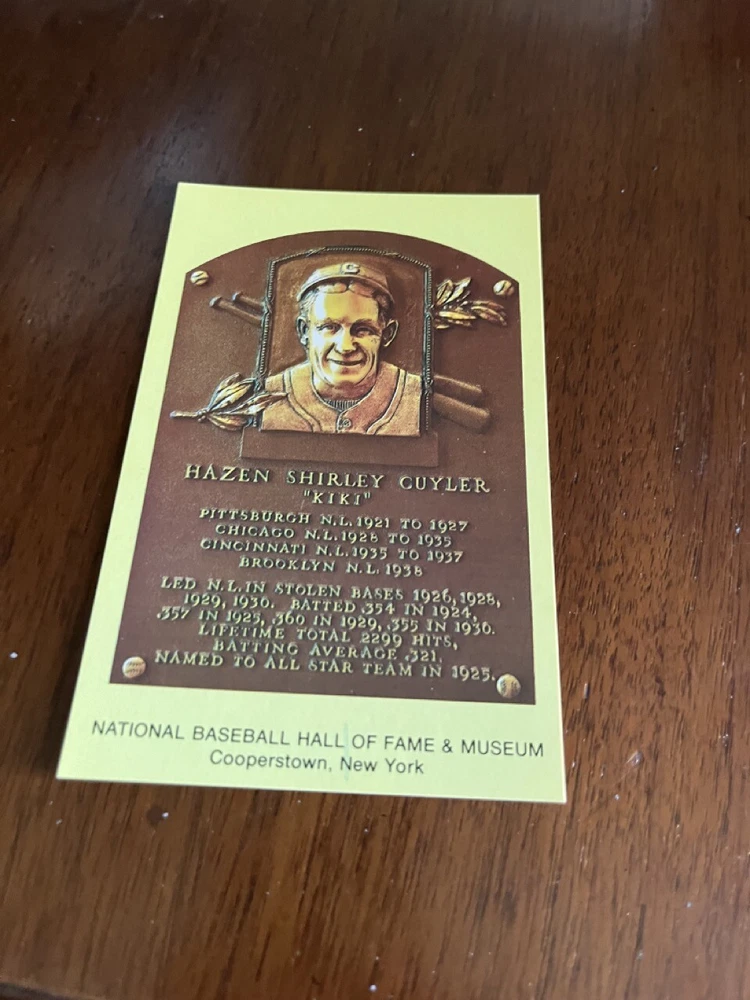 C
HAZEN SHIRLEY CUYLER
"KIKI"
PITTSBURGH N.L. 1921 TO 1927
CHICAGO N.L. 1928 TO 1935
CINCINNATI N.L. 1935 TO 1937
BROOKLYN N.L. 1938
LED N.L. IN STOLEN BASES 1926, 1928,
1929, 1930. BATTED .354 IN 1924,
.357 IN 1925, .360 IN 1929, .355 IN 1930.
LIFETIME TOTAL 2299 HITS,
BATTING AVERAGE .321.
NAMED TO ALL STAR TEAM IN 1925.
NATIONAL BASEBALL HALL OF FAME & MUSEUM
Cooperstown, New York